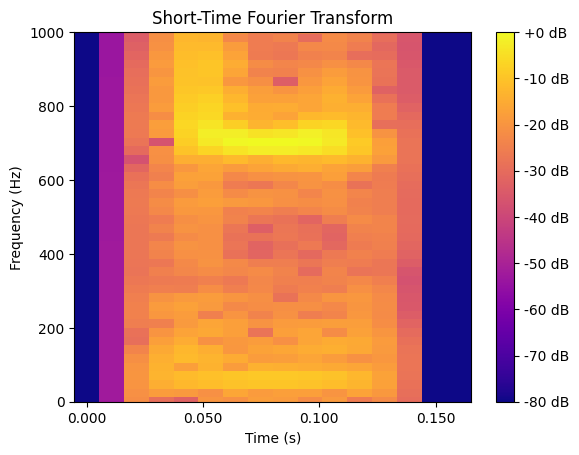 Short-Time Fourier Transform
1000
800
600
400
200
0
Frequency (Hz)
0.000
0.050
0.100
0.150
Time (s)
+0 dB
-10 dB
-20 dB
-30 dB
-40 dB
-50 dB
-60 dB
-70 dB
-80 dB